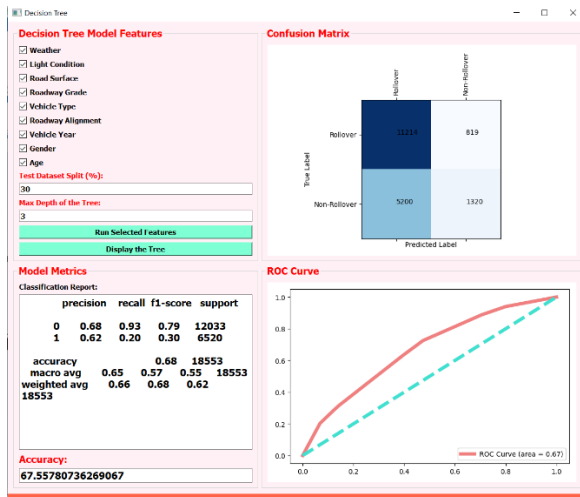 Decision Tree
Decision Tree Model Features
Weather
Light Condition
Road Surface
Roadway Grade
Vehicle Type
Roadway Alignment
Vehicle Year
Gender
Age
Test Dataset Split (%):
30
Max Depth of the Tree:
3
Run Selected Features
Display the Tree
Confusion Matrix
Rollover
Non-Rollover
True Label
Rollover
11214
819
Non-Rollover
5200
1320
Predicted Label
Model Metrics
Classification Report:
precision recall f1-score support
0 0.68 0.93 0.79 12033
1 0.62 0.20 0.30 6520
accuracy 0.68 18553
macro avg 0.65 0.57 0.55 18553
weighted avg 0.66 0.68 0.62
18553
Accuracy:
67.55780736269067
ROC Curve
1.0
0.8
0.6
0.4
0.2
0.0
0.0 0.2 0.4 0.6 0.8 1.0
ROC Curve (area = 0.67)